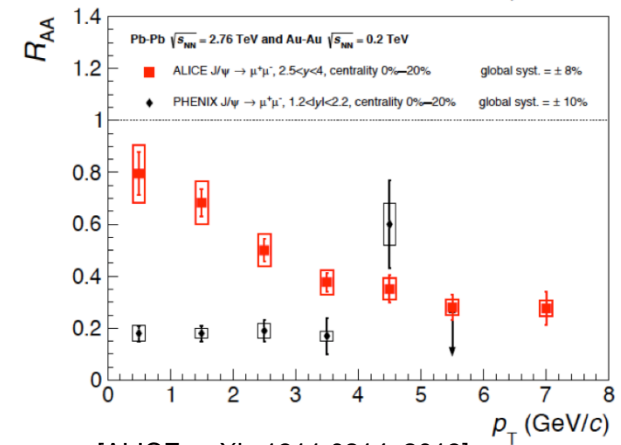 1.4
R_AA
Pb-Pb √s_NN = 2.76 TeV and Au-Au √s_NN = 0.2 TeV
1.2
ALICE J/ψ → μ⁺μ⁻, 2.5<y<4, centrality 0%–20% global syst. = ± 8%
PHENIX J/ψ → μ⁺μ⁻, 1.2<|y|<2.2, centrality 0%–20% global syst. = ± 10%
1
0.8
0.6
0.4
0.2
0
0 1 2 3 4 5 6 7 8
p_T (GeV/c)